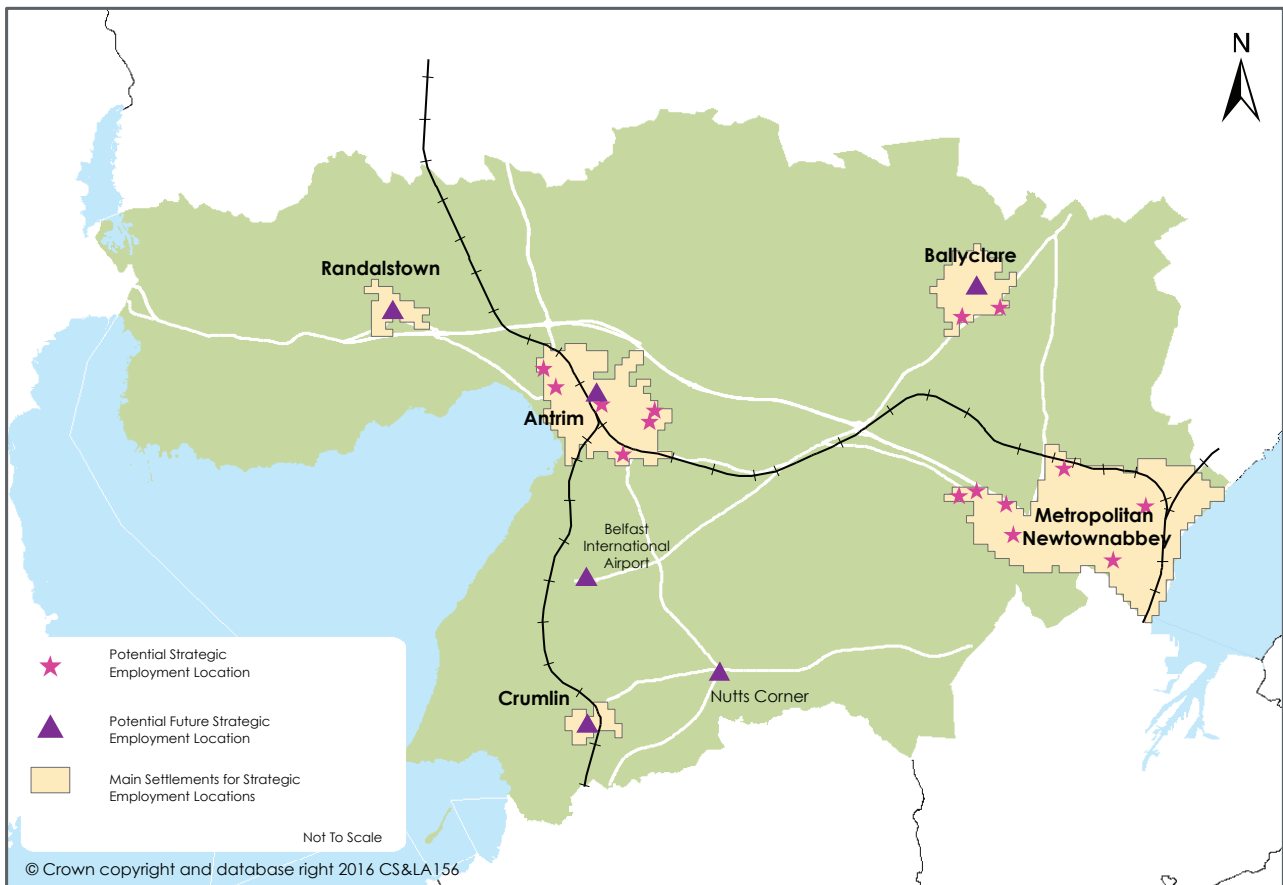 N
Ballyclare
Randalstown
Antrim
Metropolitan
Newtownabbey
Belfast
International
Airport
Crumlin
Nutts Corner
Potential Strategic
Employment Location
Potential Future Strategic
Employment Location
Main Settlements for Strategic
Employment Locations
Not To Scale
© Crown copyright and database right 2016 CS&LA156